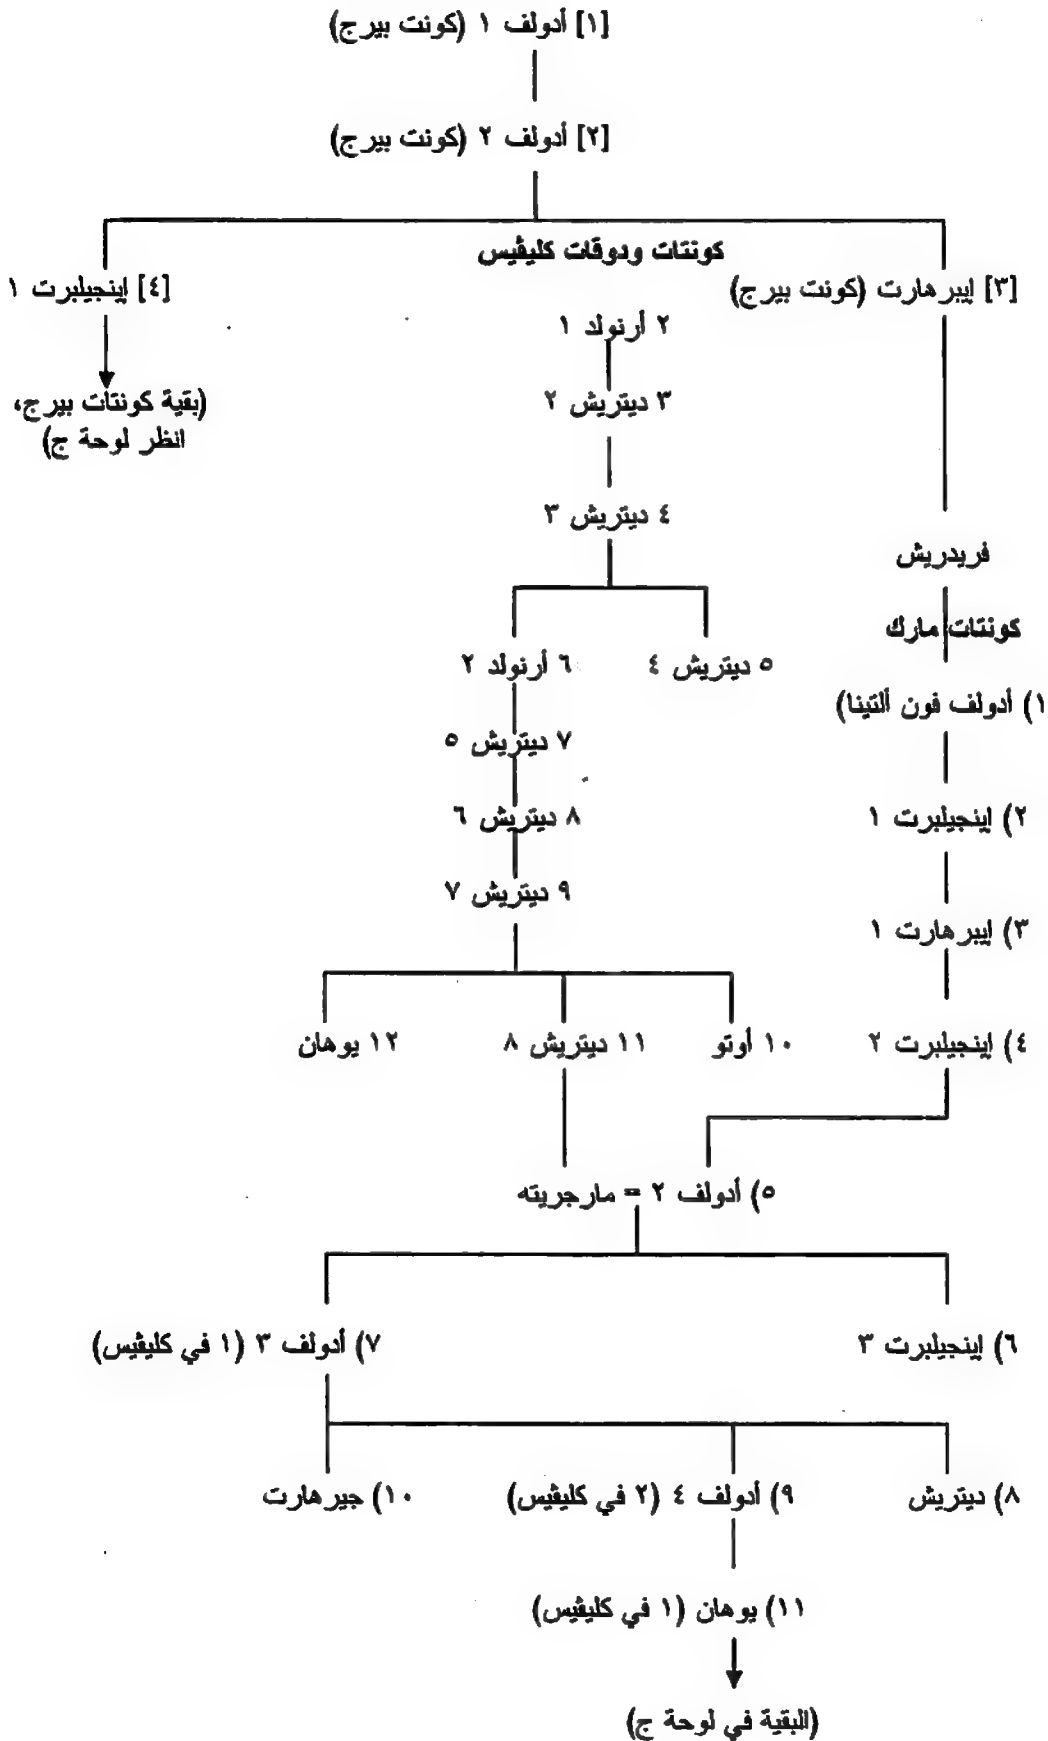 [١] أدولف ١ (كونت بيرج)
[٢] أدولف ٢ (كونت بيرج)
كونتات ودوقات كليڤيس
[٣] إيبرهارت (كونت بيرج)
[٤] إينجيلبرت ١
٢ أرنولد ١
٣ ديتريش ٢
(بقية كونتات بيرج،
انظر لوحة ج)
٤ ديتريش ٣
فريدريش
كونتات مارك
٥ ديتريش ٤
٦ أرنولد ٢
١) أدولف فون ألتينا)
٧ ديتريش ٥
٢) إينجيلبرت ١
٨ ديتريش ٦
٩ ديتريش ٧
٣) إيبرهارت ١
٤) إينجيلبرت ٢
١٠ أوتو
١١ ديتريش ٨
١٢ يوهان
٥) أدولف ٢ = مارجريته
٦) إينجيلبرت ٣
٧) أدولف ٣ (١ في كليڤيس)
٨) ديتريش
٩) أدولف ٤ (٢ في كليڤيس)
١٠) جيرهارت
١١) يوهان (١ في كليڤيس)
(البقية في لوحة ج)